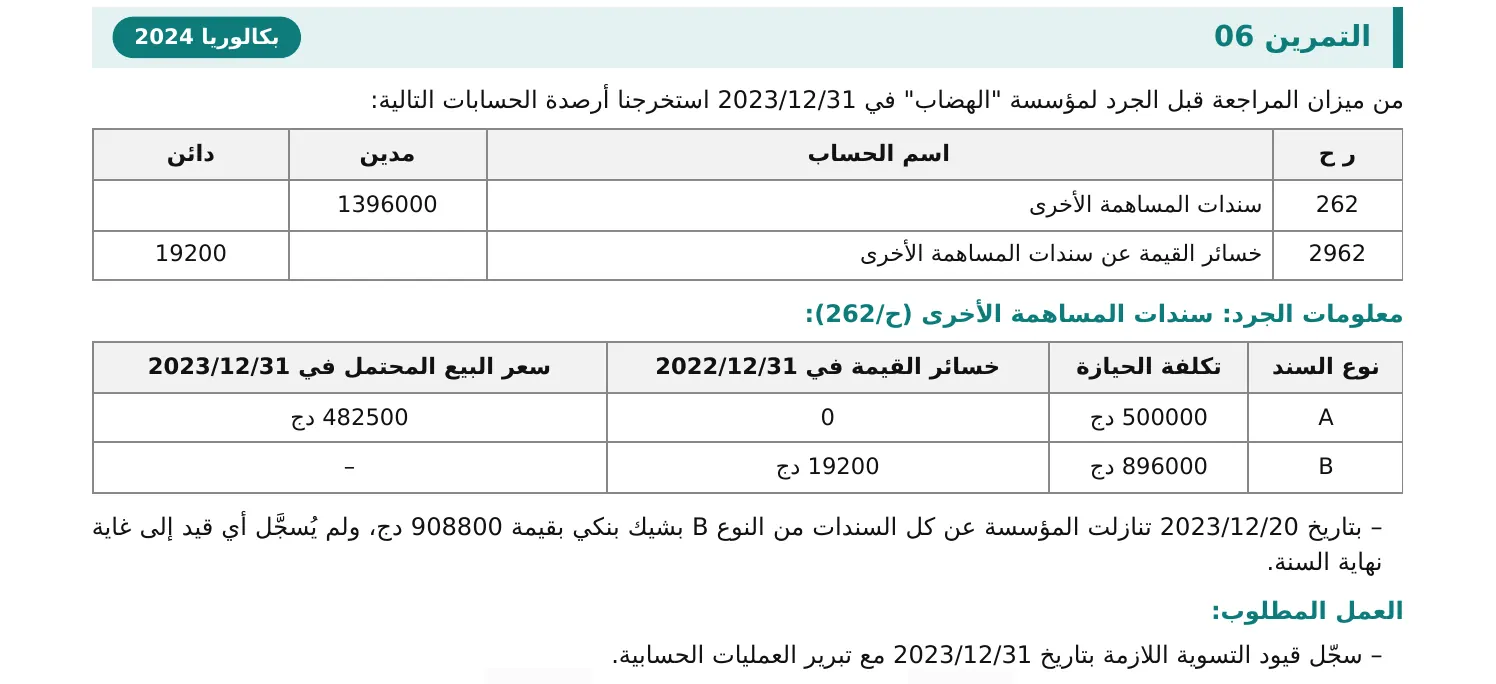 التمرين 06
بكالوريا 2024
من ميزان المراجعة قبل الجرد لمؤسسة "الهضاب" في 2023/12/31 استخرجنا أرصدة الحسابات التالية:
ر ح اسم الحساب مدين دائن
262 سندات المساهمة الأخرى 1396000
2962 خسائر القيمة عن سندات المساهمة الأخرى 19200
معلومات الجرد: سندات المساهمة الأخرى (ح/262):
نوع السند تكلفة الحيازة خسائر القيمة في 2022/12/31 سعر البيع المحتمل في 2023/12/31
A 500000 دج 0 482500 دج
B 896000 دج 19200 دج –
– بتاريخ 2023/12/20 تنازلت المؤسسة عن كل السندات من النوع B بشيك بنكي بقيمة 908800 دج، ولم يُسجَّل أي قيد إلى غاية
نهاية السنة.
العمل المطلوب:
– سجّل قيود التسوية اللازمة بتاريخ 2023/12/31 مع تبرير العمليات الحسابية.